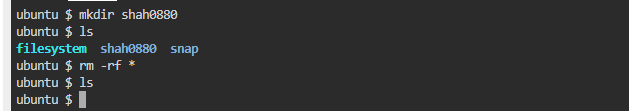 ubuntu $ mkdir shah0880
ubuntu $ ls
filesystem shah0880 snap
ubuntu $ rm -rf *
ubuntu $ ls
ubuntu $